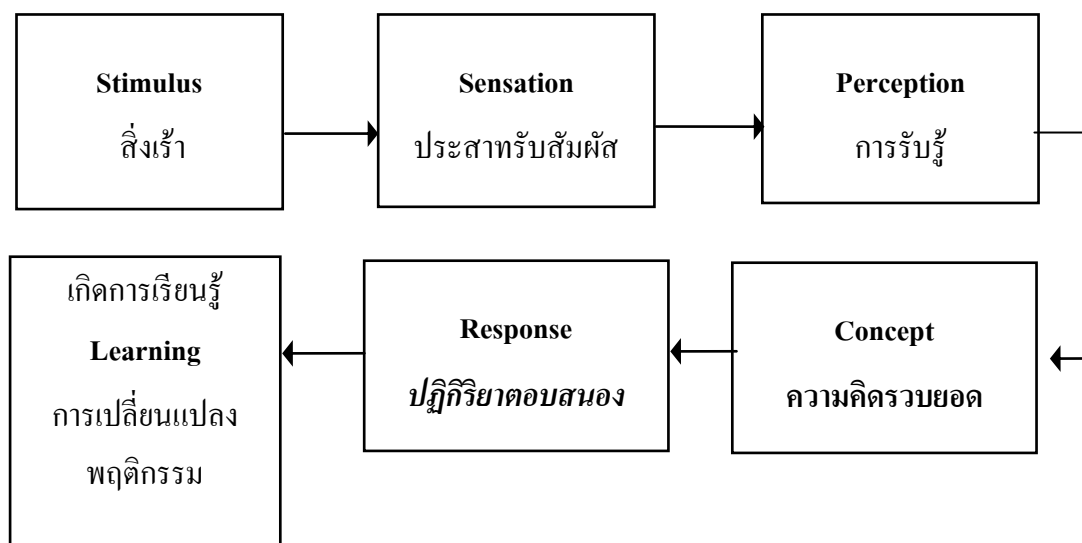 Stimulus
สิ่งเร้า
Sensation
ประสาทรับสัมผัส
Perception
การรับรู้
Concept
ความคิดรวบยอด
Response
ปฏิกิริยาตอบสนอง
เกิดการเรียนรู้
Learning
การเปลี่ยนแปลง
พฤติกรรม